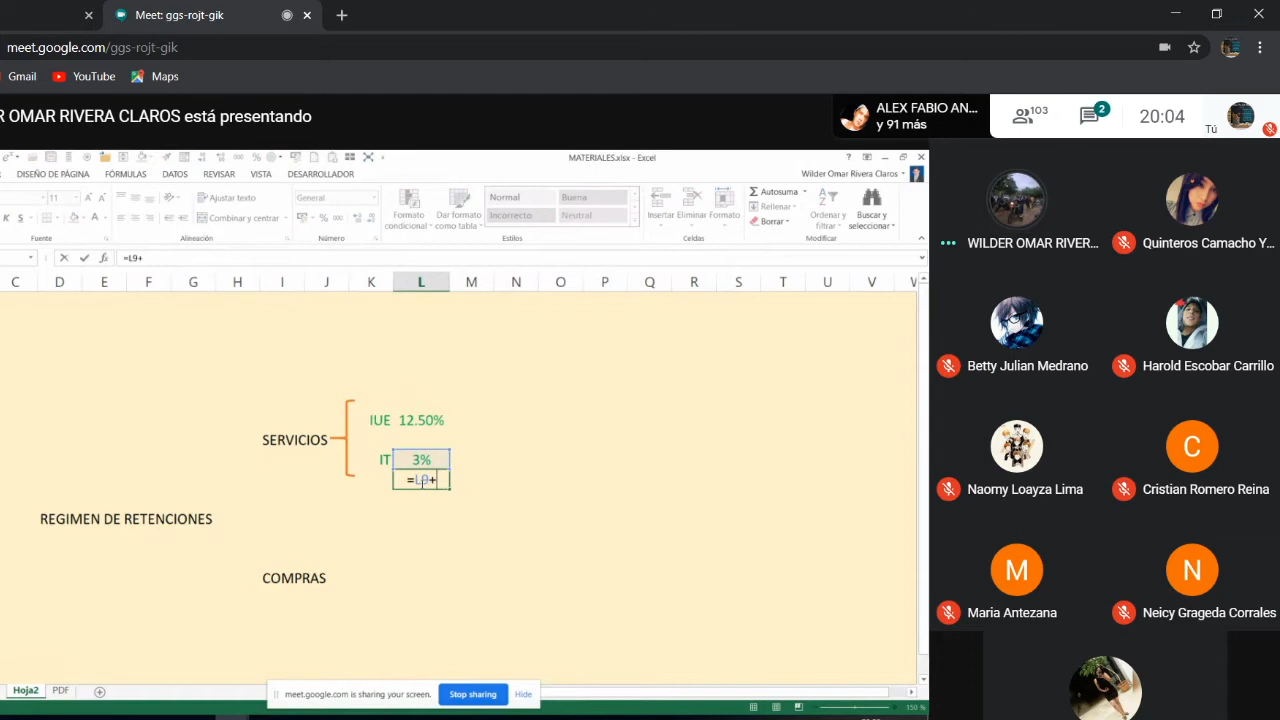 Meet: ggs-rojt-gik
meet.google.com/ggs-rojt-gik
Gmail YouTube Maps
R OMAR RIVERA CLAROS está presentando
ALEX FABIO AN...
y 91 más
103
2
20:04
Tú
MATERIALES.xlsx - Excel
DISEÑO DE PÁGINA FÓRMULAS DATOS REVISAR VISTA DESARROLLADOR
Wilder Omar Rivera Claros
11
Ajustar texto
General
Normal Buena
Incorrecto Neutral
Combinar y centrar
Formato condicional
Dar formato como tabla
Insertar Eliminar Formato
Autosuma
Rellenar
Borrar
Ordenar y filtrar
Buscar y seleccionar
Fuente Alineación Número Estilos Celdas Modificar
=L9+
C D E F G H I J K L M N O P Q R S T U V W
IUE 12.50%
SERVICIOS
IT 3%
=L9+
REGIMEN DE RETENCIONES
COMPRAS
Hoja2 PDF
meet.google.com is sharing your screen. Stop sharing Hide
150 %
WILDER OMAR RIVER...
Quinteros Camacho Y...
Betty Julian Medrano
Harold Escobar Carrillo
Naomy Loayza Lima
C
Cristian Romero Reina
M
Maria Antezana
N
Neicy Grageda Corrales